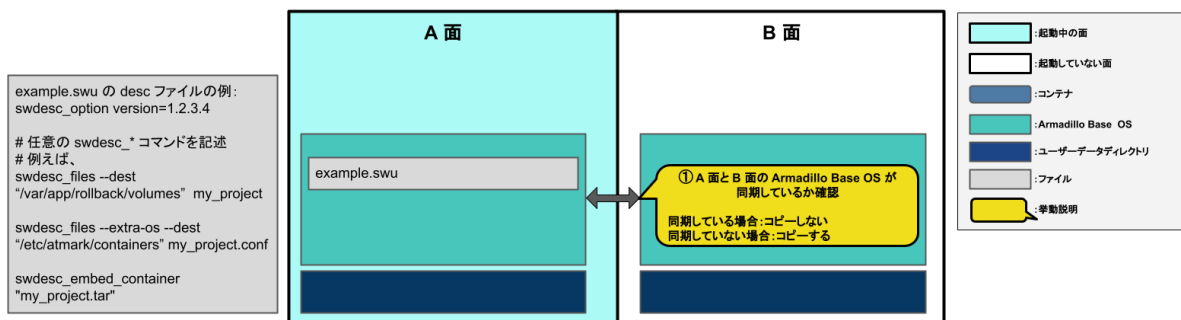 example.swu の desc ファイルの例:
swdesc_option version=1.2.3.4
# 任意の swdesc_* コマンドを記述
# 例えば、
swdesc_files --dest
“/var/app/rollback/volumes” my_project
swdesc_files --extra-os --dest
“/etc/atmark/containers” my_project.conf
swdesc_embed_container
"my_project.tar"
A 面
example.swu
B 面
① A 面と B 面の Armadillo Base OS が
同期しているか確認
同期している場合:コピーしない
同期していない場合:コピーする
:起動中の面
:起動していない面
:コンテナ
:Armadillo Base OS
:ユーザーデータディレクトリ
:ファイル
:挙動説明